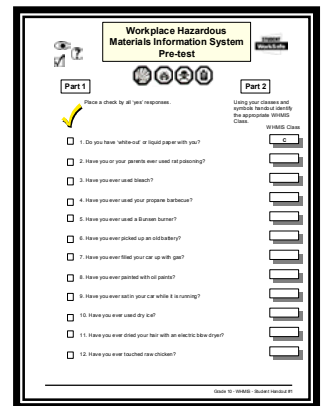 Workplace Hazardous
Materials Information System
Pre-test
STUDENT
WorkSafe
Part 1
Part 2
Place a check by all 'yes' responses.
Using your classes and
symbols handout identify
the appropriate WHMIS
Class.
WHMIS Class
1. Do you have 'white-out' or liquid paper with you?
C
2. Have you or your parents ever used rat poisoning?
3. Have you ever used bleach?
4. Have you ever used your propane barbecue?
5. Have you ever used a Bunsen burner?
6. Have you ever picked up an old battery?
7. Have you ever filled your car up with gas?
8. Have you ever painted with oil paints?
9. Have you ever sat in your car while it is running?
10. Have you ever used dry ice?
11. Have you ever dried your hair with an electric blow dryer?
12. Have you ever touched raw chicken?
Grade 10 - WHMIS - Student Handout #1